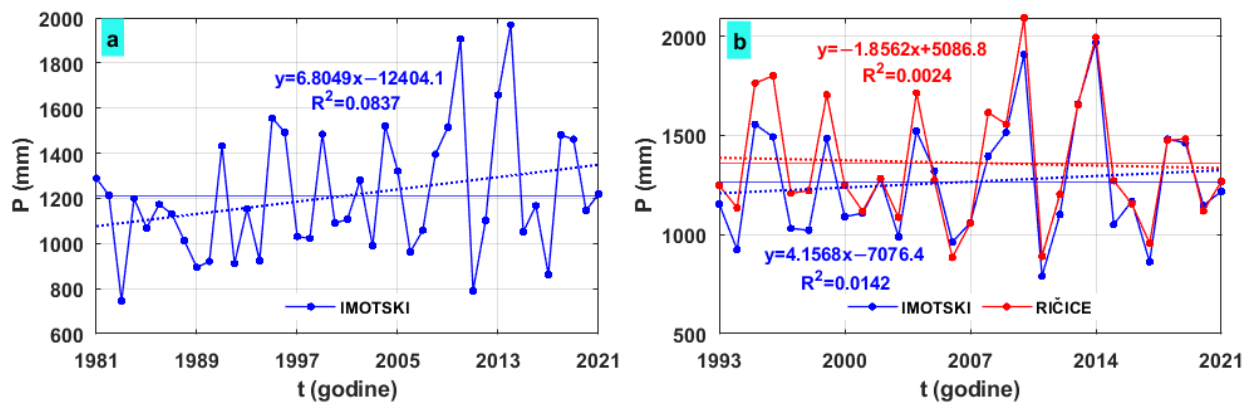 a
y=6.8049x−12404.1
R²=0.0837
P (mm)
2000
1800
1600
1400
1200
1000
800
600
IMOTSKI
1981
1989
1997
2005
2013
2021
t (godine)
b
y=−1.8562x+5086.8
R²=0.0024
P (mm)
2000
1500
1000
500
y=4.1568x−7076.4
R²=0.0142
IMOTSKI
RIČICE
1993
2000
2007
2014
2021
t (godine)